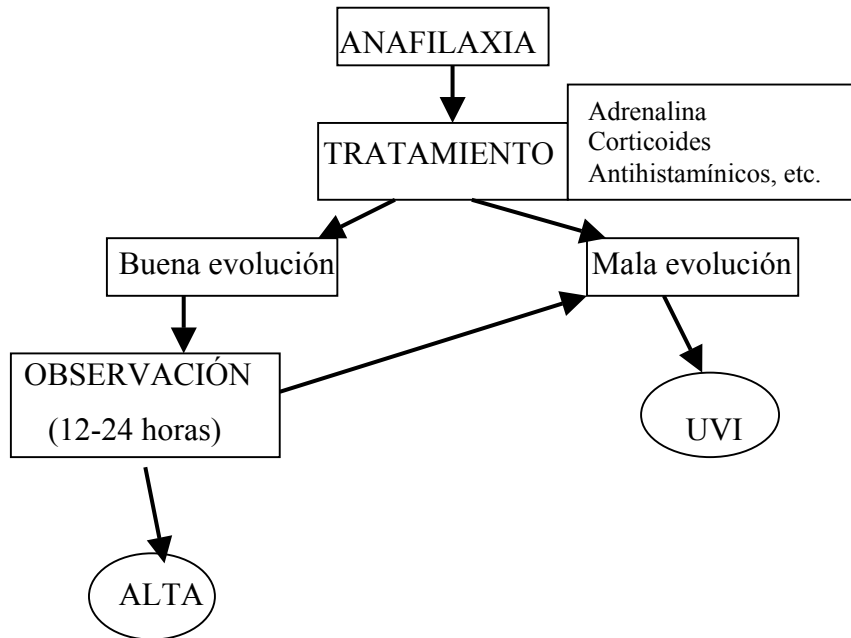 ANAFILAXIA
TRATAMIENTO
Adrenalina
Corticoides
Antihistamínicos, etc.
Buena evolución
Mala evolución
OBSERVACIÓN
(12-24 horas)
UVI
ALTA